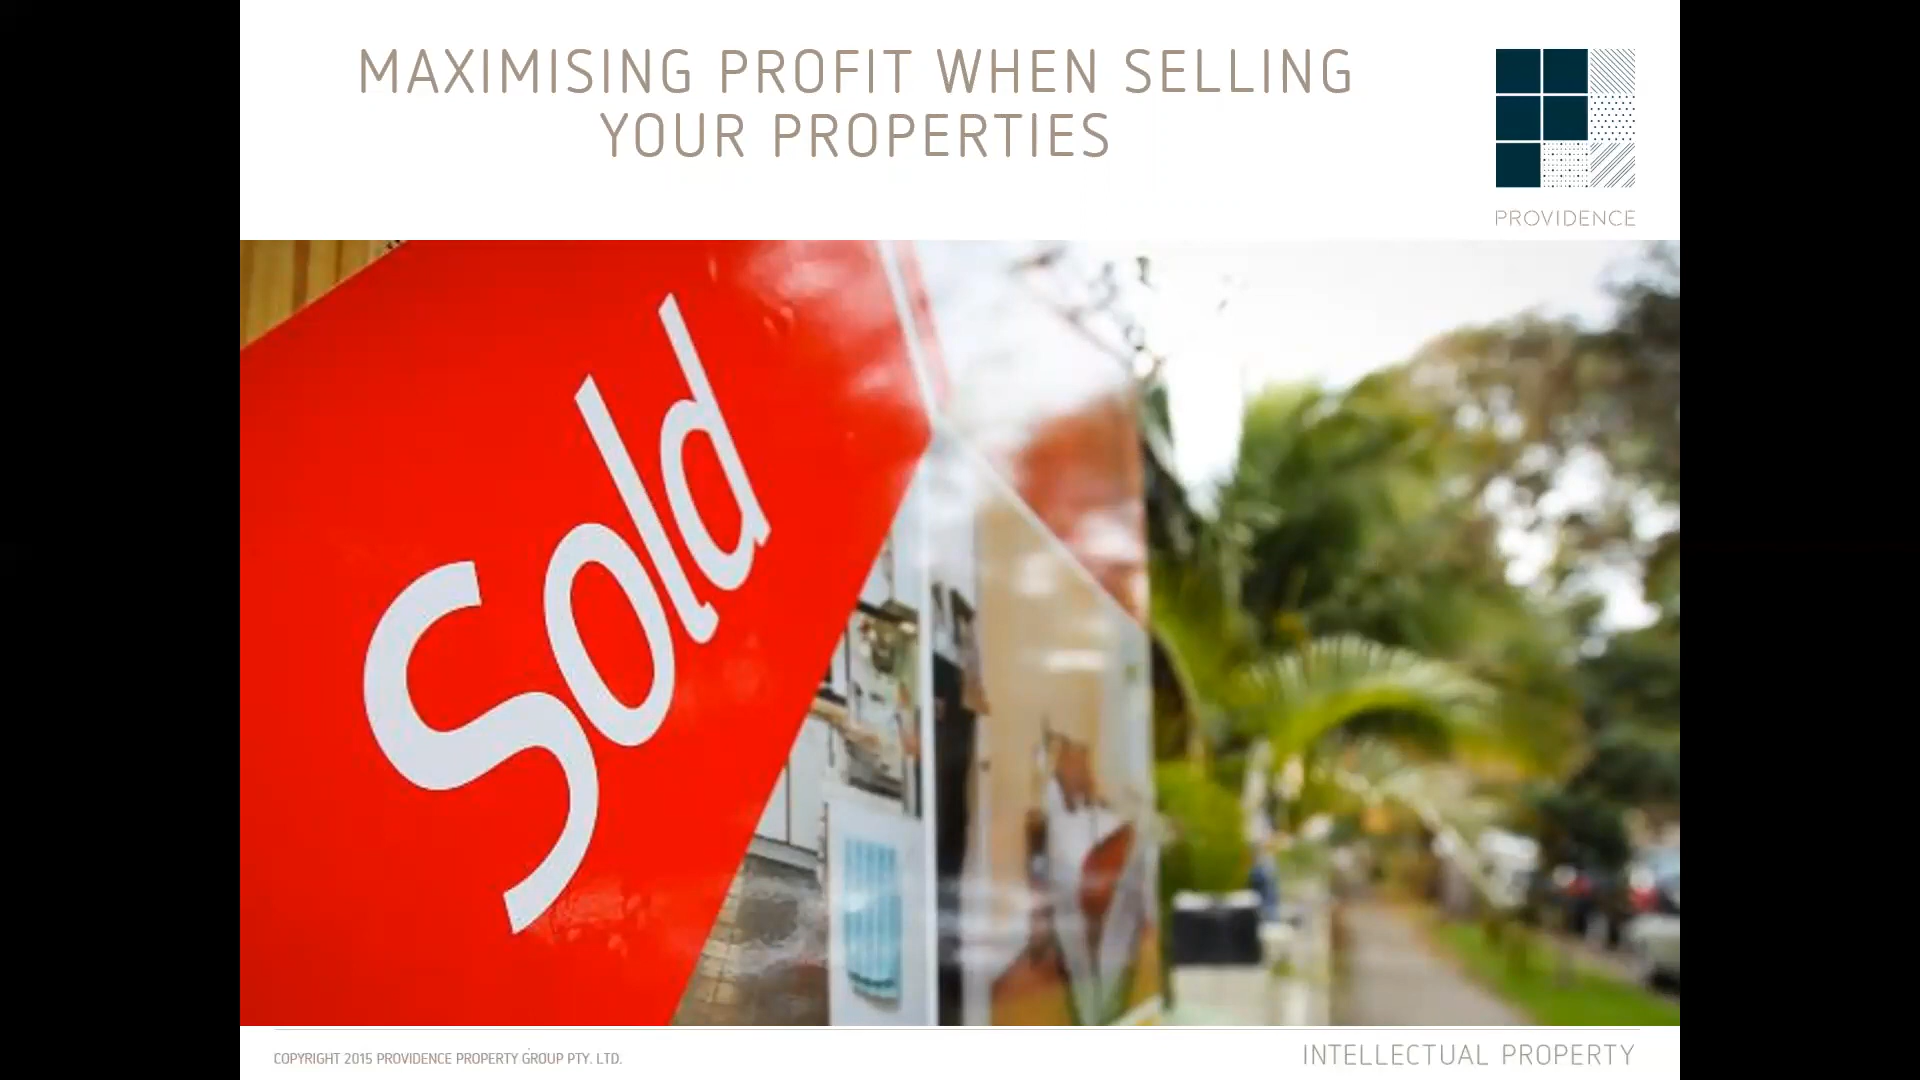 MAXIMISING PROFIT WHEN SELLING
YOUR PROPERTIES
PROVIDENCE
Sold
COPYRIGHT 2015 PROVIDENCE PROPERTY GROUP PTY. LTD.
INTELLECTUAL PROPERTY